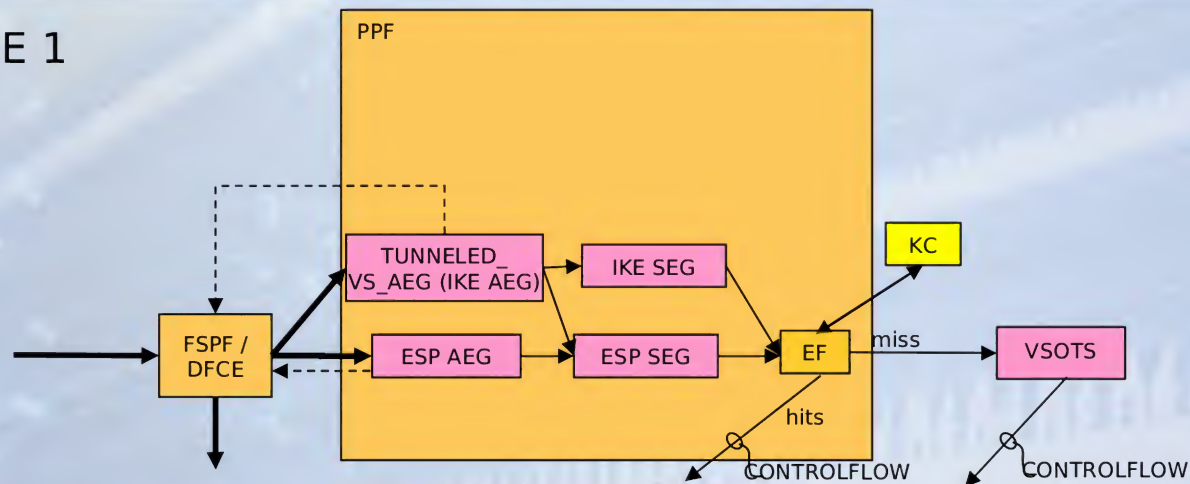 E 1
PPF
TUNNELED_
VS_AEG (IKE AEG)
IKE SEG
KC
FSPF /
DFCE
ESP AEG
ESP SEG
EF
miss
VSOTS
hits
CONTROLFLOW
CONTROLFLOW